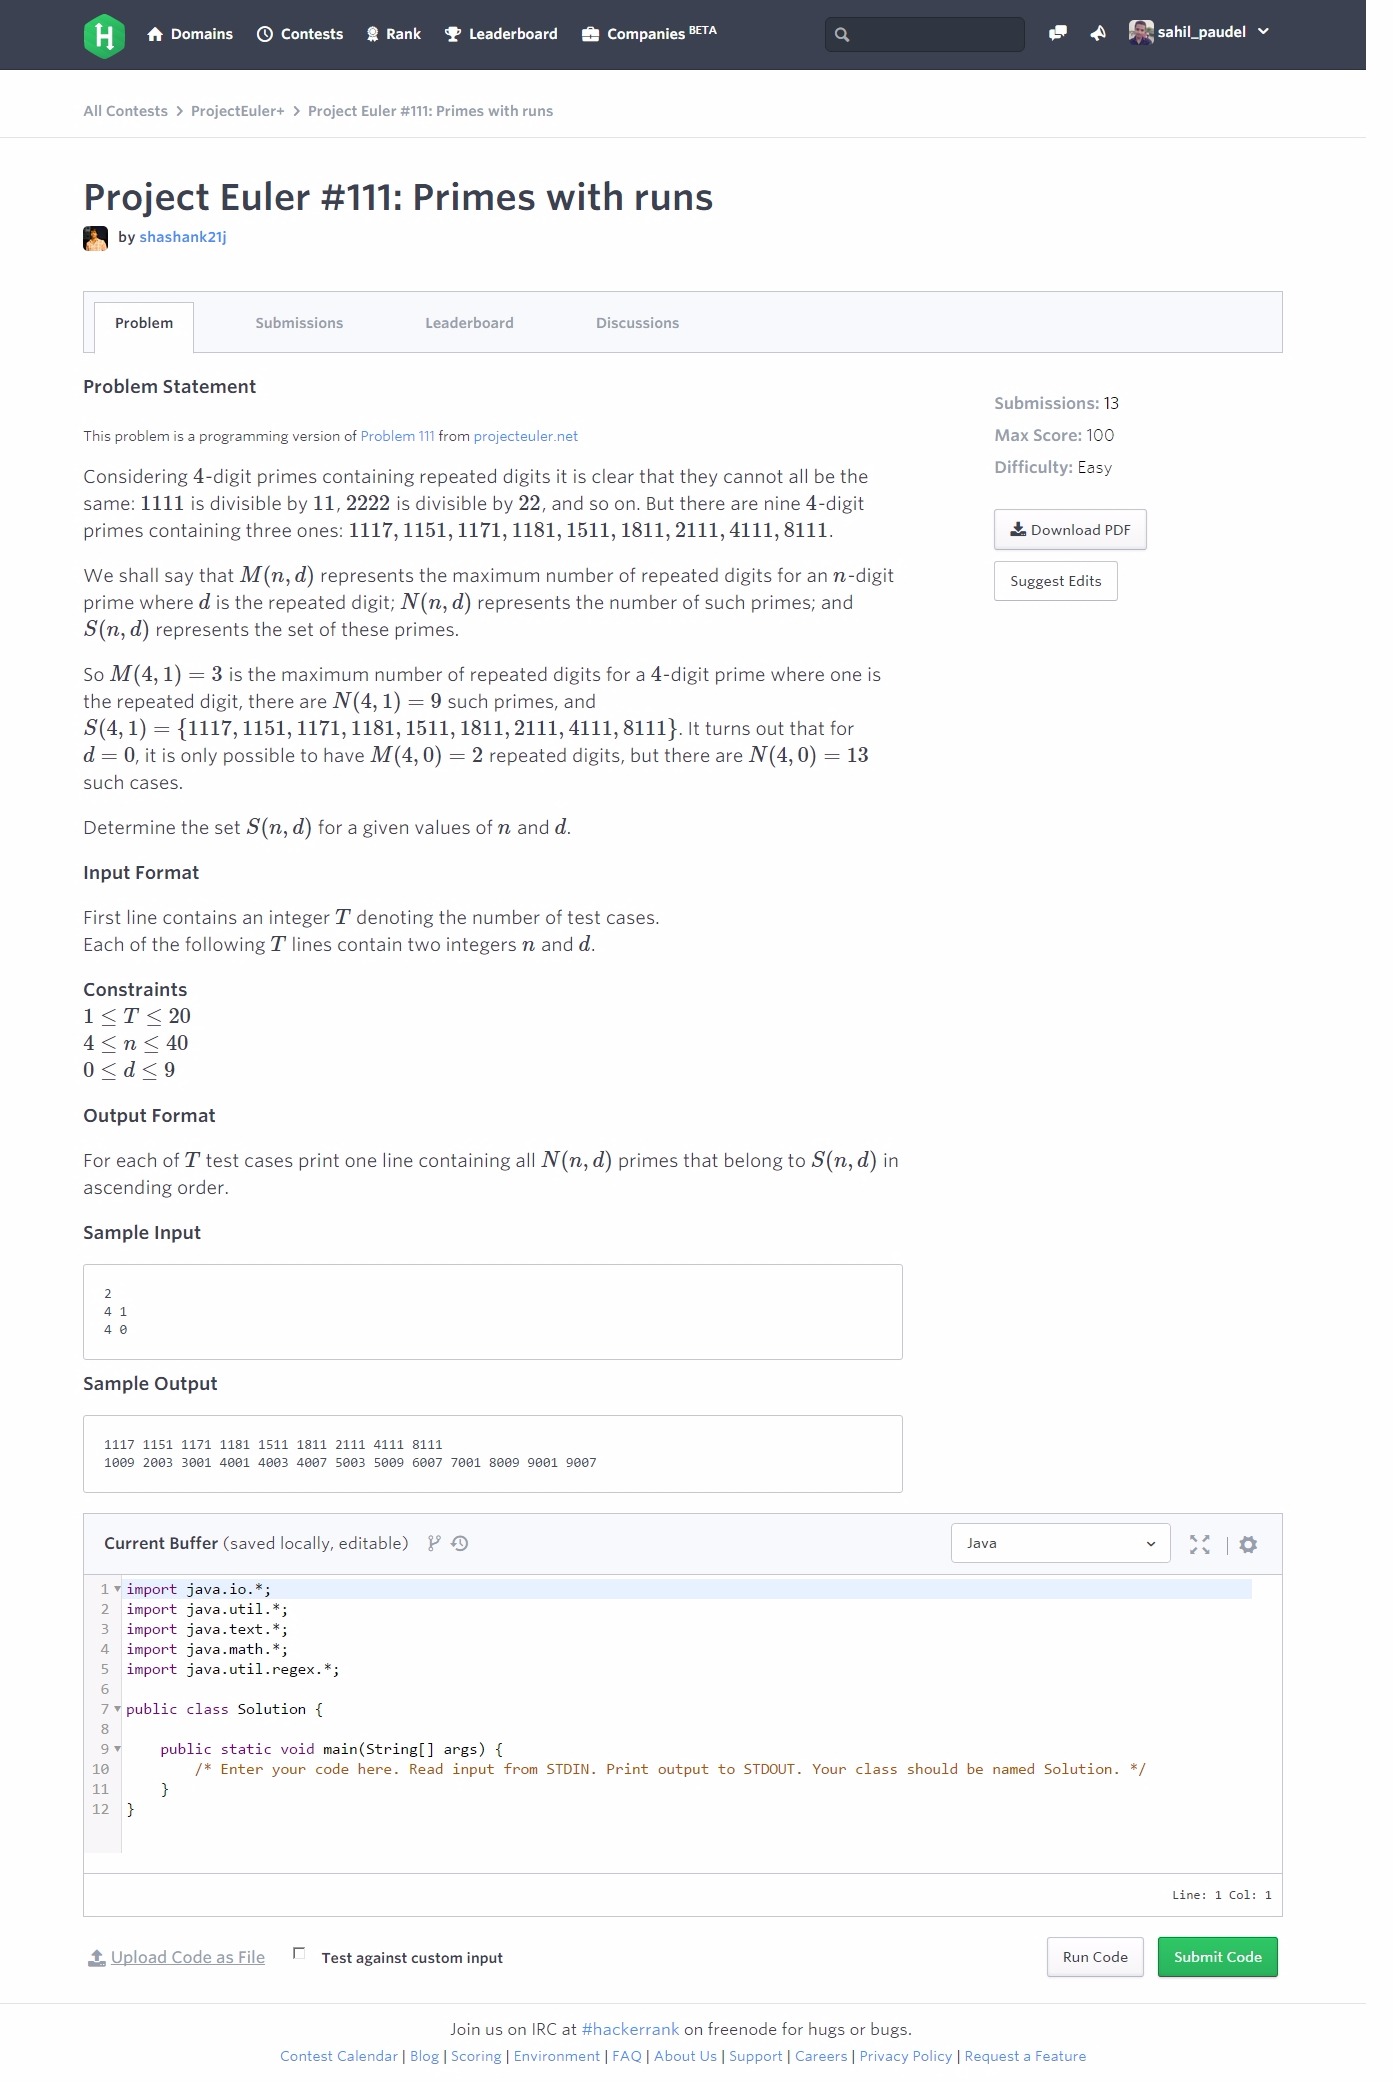 H Domains Contests Rank Leaderboard Companies BETA sahil_paudel
All Contests > ProjectEuler+ > Project Euler #111: Primes with runs
Project Euler #111: Primes with runs
by shashank21j
Problem Submissions Leaderboard Discussions
Problem Statement
Submissions: 13
Max Score: 100
Difficulty: Easy
Download PDF
Suggest Edits
This problem is a programming version of Problem 111 from projecteuler.net
Considering 4-digit primes containing repeated digits it is clear that they cannot all be the
same: 1111 is divisible by 11, 2222 is divisible by 22, and so on. But there are nine 4-digit
primes containing three ones: 1117, 1151, 1171, 1181, 1511, 1811, 2111, 4111, 8111.
We shall say that M(n, d) represents the maximum number of repeated digits for an n-digit
prime where d is the repeated digit; N(n, d) represents the number of such primes; and
S(n, d) represents the set of these primes.
So M(4, 1) = 3 is the maximum number of repeated digits for a 4-digit prime where one is
the repeated digit, there are N(4, 1) = 9 such primes, and
S(4, 1) = {1117, 1151, 1171, 1181, 1511, 1811, 2111, 4111, 8111}. It turns out that for
d = 0, it is only possible to have M(4, 0) = 2 repeated digits, but there are N(4, 0) = 13
such cases.
Determine the set S(n, d) for a given values of n and d.
Input Format
First line contains an integer T denoting the number of test cases.
Each of the following T lines contain two integers n and d.
Constraints
1 ≤ T ≤ 20
4 ≤ n ≤ 40
0 ≤ d ≤ 9
Output Format
For each of T test cases print one line containing all N(n, d) primes that belong to S(n, d) in
ascending order.
Sample Input
2
4 1
4 0
Sample Output
1117 1151 1171 1181 1511 1811 2111 4111 8111
1009 2003 3001 4001 4003 4007 5003 5009 6007 7001 8009 9001 9007
Current Buffer (saved locally, editable) Java
1 import java.io.*;
2 import java.util.*;
3 import java.text.*;
4 import java.math.*;
5 import java.util.regex.*;
6
7 public class Solution {
8
9 public static void main(String[] args) {
10 /* Enter your code here. Read input from STDIN. Print output to STDOUT. Your class should be named Solution. */
11 }
12 }
Line: 1 Col: 1
Upload Code as File Test against custom input Run Code Submit Code
Join us on IRC at #hackerrank on freenode for hugs or bugs.
Contest Calendar | Blog | Scoring | Environment | FAQ | About Us | Support | Careers | Privacy Policy | Request a Feature